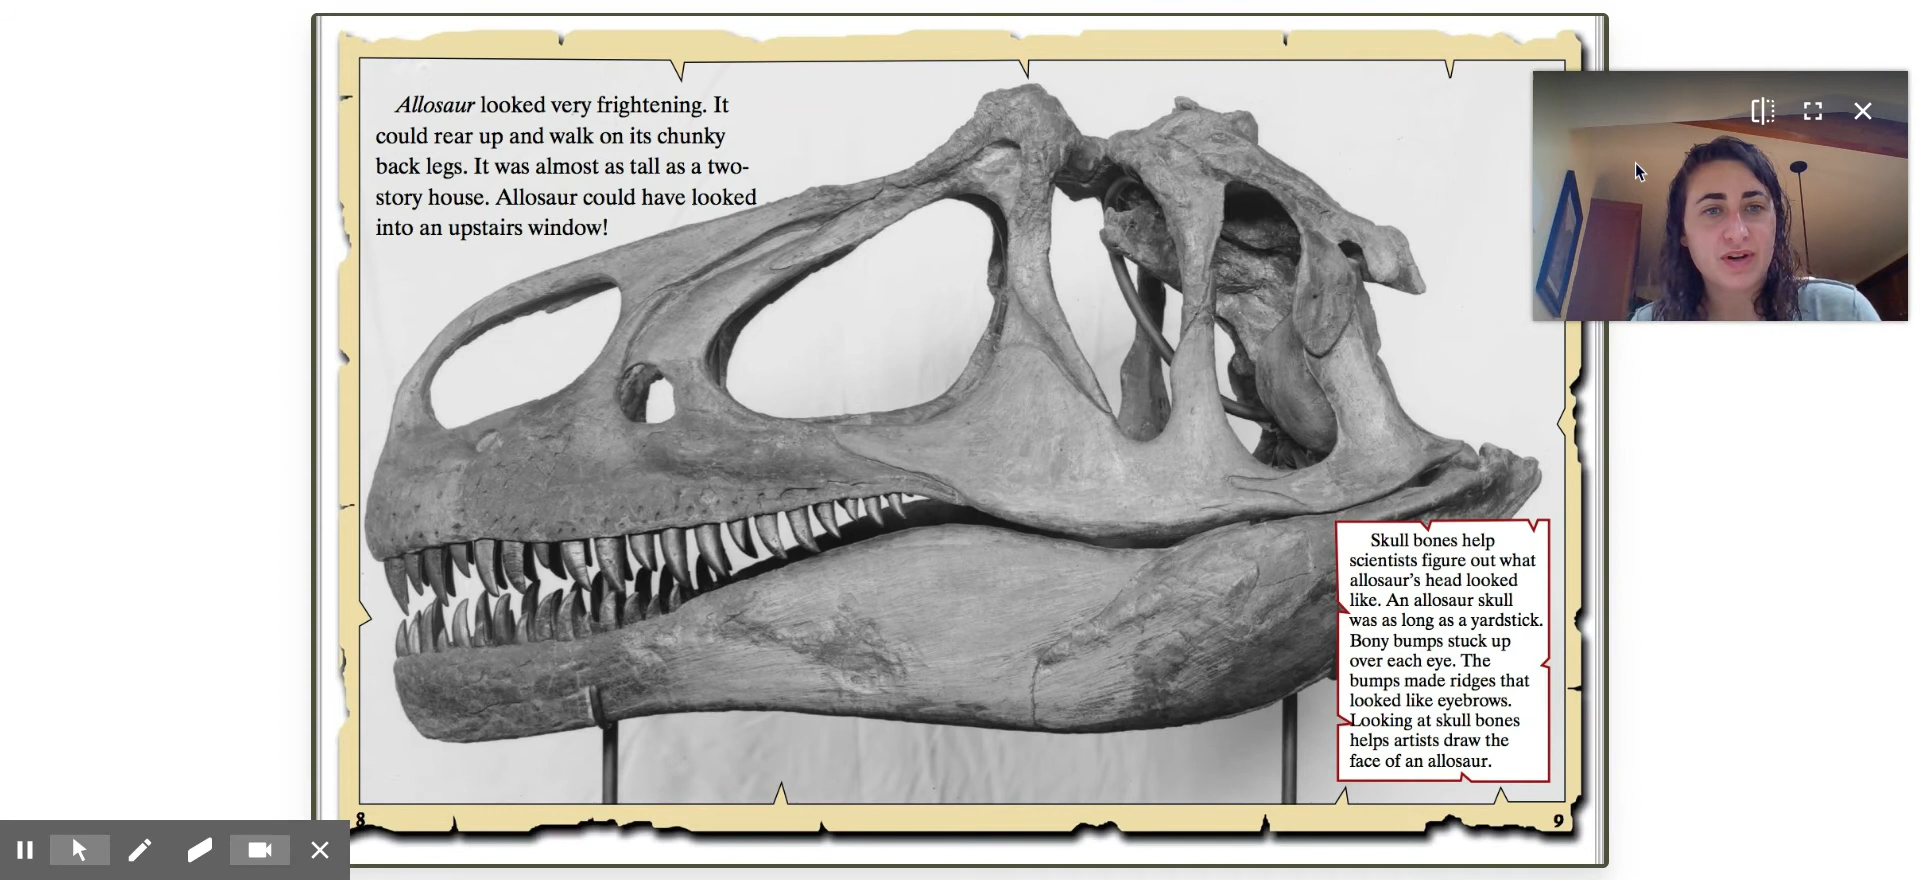 Allosaur looked very frightening. It
could rear up and walk on its chunky
back legs. It was almost as tall as a two-
story house. Allosaur could have looked
into an upstairs window!
Skull bones help
scientists figure out what
allosaur's head looked
like. An allosaur skull
was as long as a yardstick.
Bony bumps stuck up
over each eye. The
bumps made ridges that
looked like eyebrows.
Looking at skull bones
helps artists draw the
face of an allosaur.
8
9